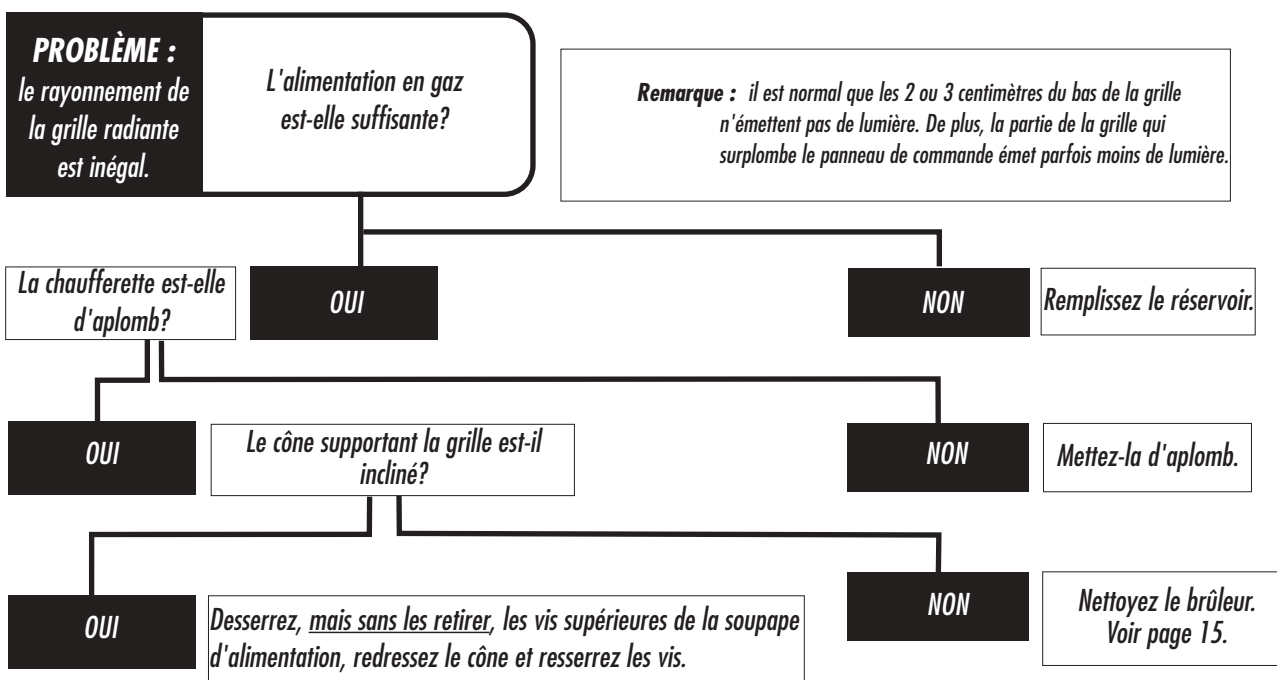 PROBLÈME :
le rayonnement de
la grille radiante
est inégal.
L'alimentation en gaz
est-elle suffisante?
Remarque : il est normal que les 2 ou 3 centimètres du bas de la grille
n'émettent pas de lumière. De plus, la partie de la grille qui
surplombe le panneau de commande émet parfois moins de lumière.
La chaufferette est-elle
d'aplomb?
OUI
NON
Remplissez le réservoir.
OUI
Le cône supportant la grille est-il
incliné?
NON
Mettez-la d'aplomb.
OUI
Desserrez, mais sans les retirer, les vis supérieures de la soupape
d'alimentation, redressez le cône et resserrez les vis.
NON
Nettoyez le brûleur.
Voir page 15.